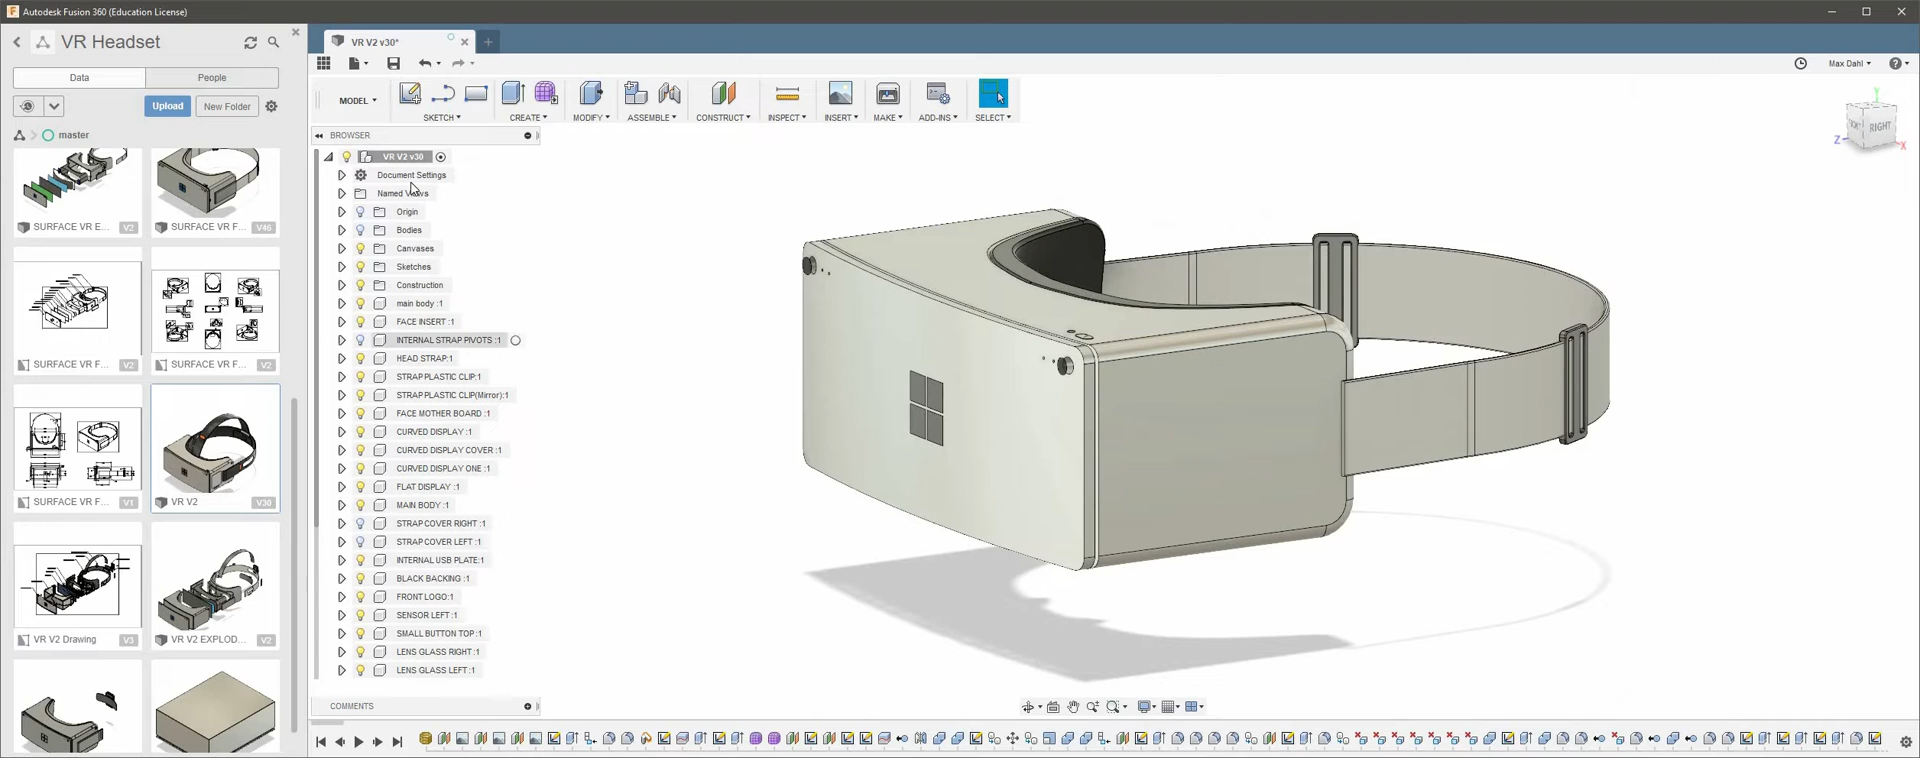 Autodesk Fusion 360 (Education License)
VR Headset
Data
People
Upload
New Folder
master
SURFACE VR E... V2
SURFACE VR F... V46
SURFACE VR F... V2
SURFACE VR F... V2
SURFACE VR F... V1
VR V2 V30
VR V2 Drawing V3
VR V2 EXPLOD... V2
VR V2 v30*
Max Dahl
MODEL
SKETCH
CREATE
MODIFY
ASSEMBLE
CONSTRUCT
INSPECT
INSERT
MAKE
ADD-INS
SELECT
BROWSER
VR V2 v30
Document Settings
Named Views
Origin
Bodies
Canvases
Sketches
Construction
main body :1
FACE INSERT :1
INTERNAL STRAP PIVOTS :1
HEAD STRAP:1
STRAP PLASTIC CLIP:1
STRAP PLASTIC CLIP(Mirror):1
FACE MOTHER BOARD :1
CURVED DISPLAY :1
CURVED DISPLAY COVER :1
CURVED DISPLAY ONE :1
FLAT DISPLAY :1
MAIN BODY :1
STRAP COVER RIGHT :1
STRAP COVER LEFT :1
INTERNAL USB PLATE:1
BLACK BACKING :1
FRONT LOGO:1
SENSOR LEFT :1
SMALL BUTTON TOP :1
LENS GLASS RIGHT :1
LENS GLASS LEFT :1
COMMENTS
Y
RIGHT
Z
X